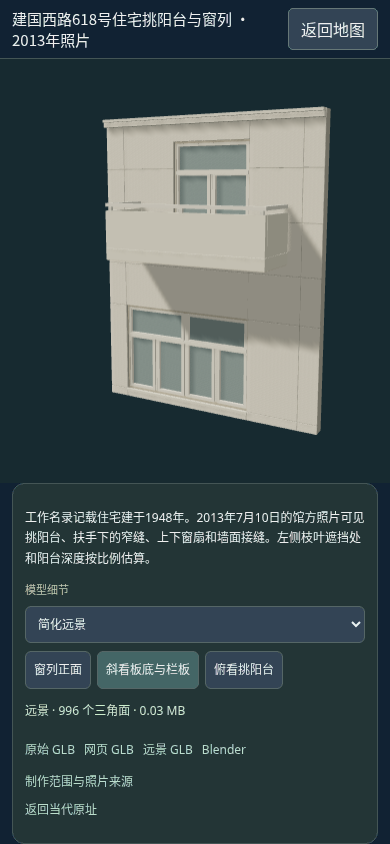 建国西路618号住宅挑阳台与窗列 ·
2013年照片
返回地图
工作名录记载住宅建于1948年。2013年7月10日的馆方照片可见
挑阳台、扶手下的窄缝、上下窗扇和墙面接缝。左侧枝叶遮挡处
和阳台深度按比例估算。
模型细节
简化远景
窗列正面 斜看板底与栏板 俯看挑阳台
远景 · 996 个三角面 · 0.03 MB
原始 GLB 网页 GLB 远景 GLB Blender
制作范围与照片来源
返回当代原址